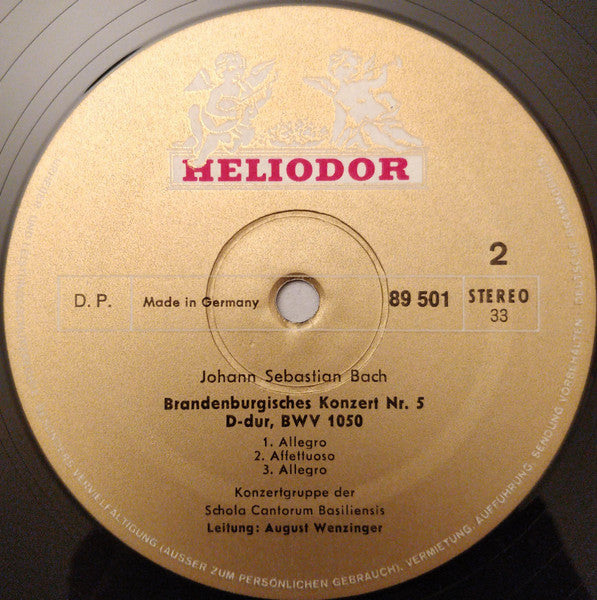 HELIODOR
2
D. P. Made in Germany 89 501 STEREO
33
Johann Sebastian Bach
Brandenburgisches Konzert Nr. 5
D-dur, BWV 1050
1. Allegro
2. Affettuoso
3. Allegro
Konzertgruppe der
Schola Cantorum Basiliensis
Leitung: August Wenzinger
VERVIELFÄLTIGUNG (AUSSER ZUM PERSÖNLICHEN GEBRAUCH), VERMIETUNG, AUFFÜHRUNG, SENDUNG VORBEHALTEN